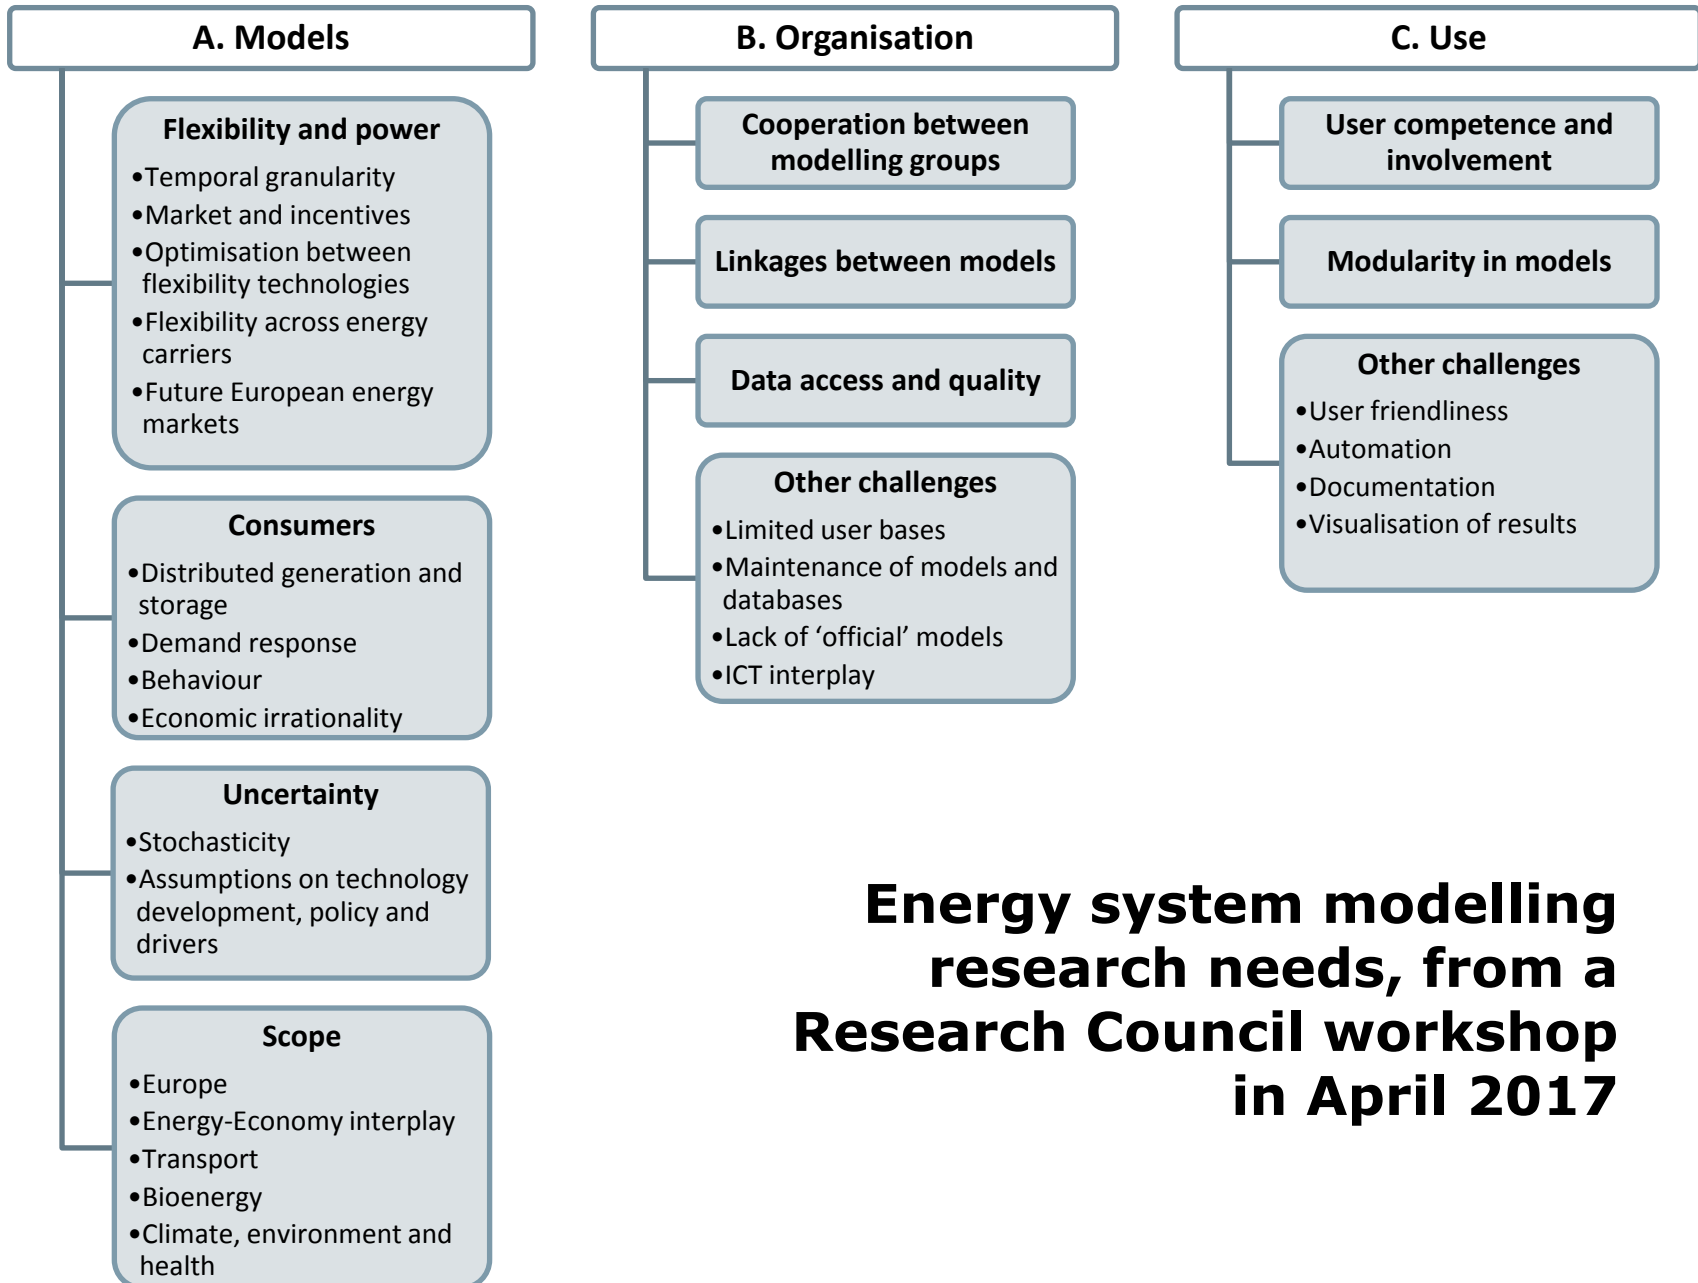 A. Models
Flexibility and power
•Temporal granularity
•Market and incentives
•Optimisation between
flexibility technologies
•Flexibility across energy
carriers
•Future European energy
markets
Consumers
•Distributed generation and
storage
•Demand response
•Behaviour
•Economic irrationality
Uncertainty
•Stochasticity
•Assumptions on technology
development, policy and
drivers
Scope
•Europe
•Energy-Economy interplay
•Transport
•Bioenergy
•Climate, environment and
health
B. Organisation
Cooperation between
modelling groups
Linkages between models
Data access and quality
Other challenges
•Limited user bases
•Maintenance of models and
databases
•Lack of ‘official’ models
•ICT interplay
C. Use
User competence and
involvement
Modularity in models
Other challenges
•User friendliness
•Automation
•Documentation
•Visualisation of results
Energy system modelling
research needs, from a
Research Council workshop
in April 2017